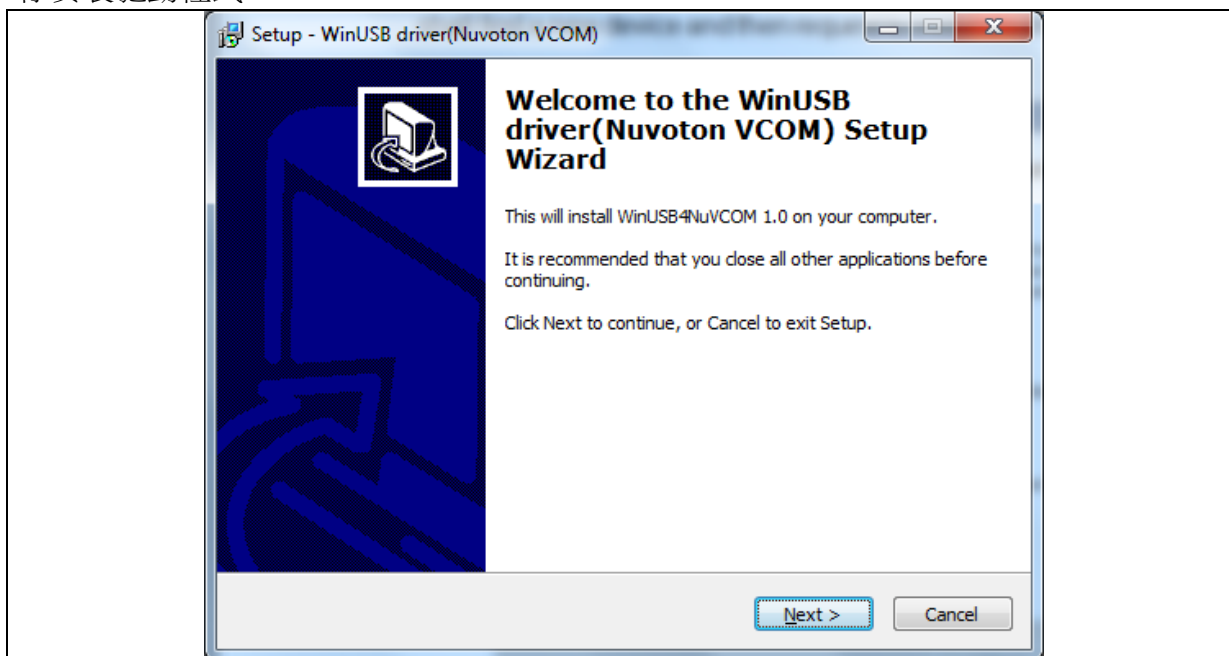 Setup - WinUSB driver(Nuvoton VCOM)
Welcome to the WinUSB
driver(Nuvoton VCOM) Setup
Wizard
This will install WinUSB4NuVCOM 1.0 on your computer.
It is recommended that you close all other applications before
continuing.
Click Next to continue, or Cancel to exit Setup.
Next >
Cancel